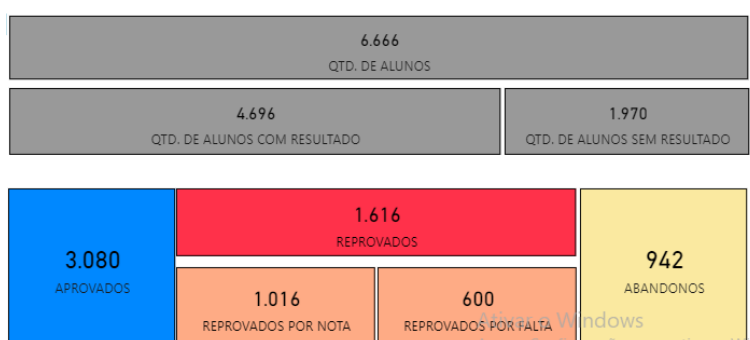 6.666
QTD. DE ALUNOS
4.696
QTD. DE ALUNOS COM RESULTADO
1.970
QTD. DE ALUNOS SEM RESULTADO
3.080
APROVADOS
1.616
REPROVADOS
1.016
REPROVADOS POR NOTA
600
REPROVADOS POR FALTA
942
ABANDONOS
Ativar o Windows